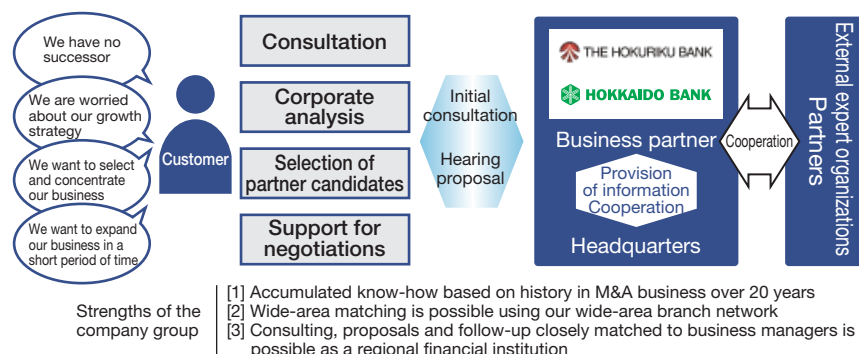 We have no
successor
We are worried
about our growth
strategy
We want to select
and concentrate
our business
We want to expand
our business in a
short period of time
Customer
Consultation
Corporate
analysis
Selection of
partner candidates
Support for
negotiations
Initial
consultation
Hearing
proposal
THE HOKURIKU BANK
HOKKAIDO BANK
Business partner
Provision
of information
Cooperation
Headquarters
Cooperation
External expert organizations
Partners
Strengths of the
company group
[1] Accumulated know-how based on history in M&A business over 20 years
[2] Wide-area matching is possible using our wide-area branch network
[3] Consulting, proposals and follow-up closely matched to business managers is
possible as a regional financial institution